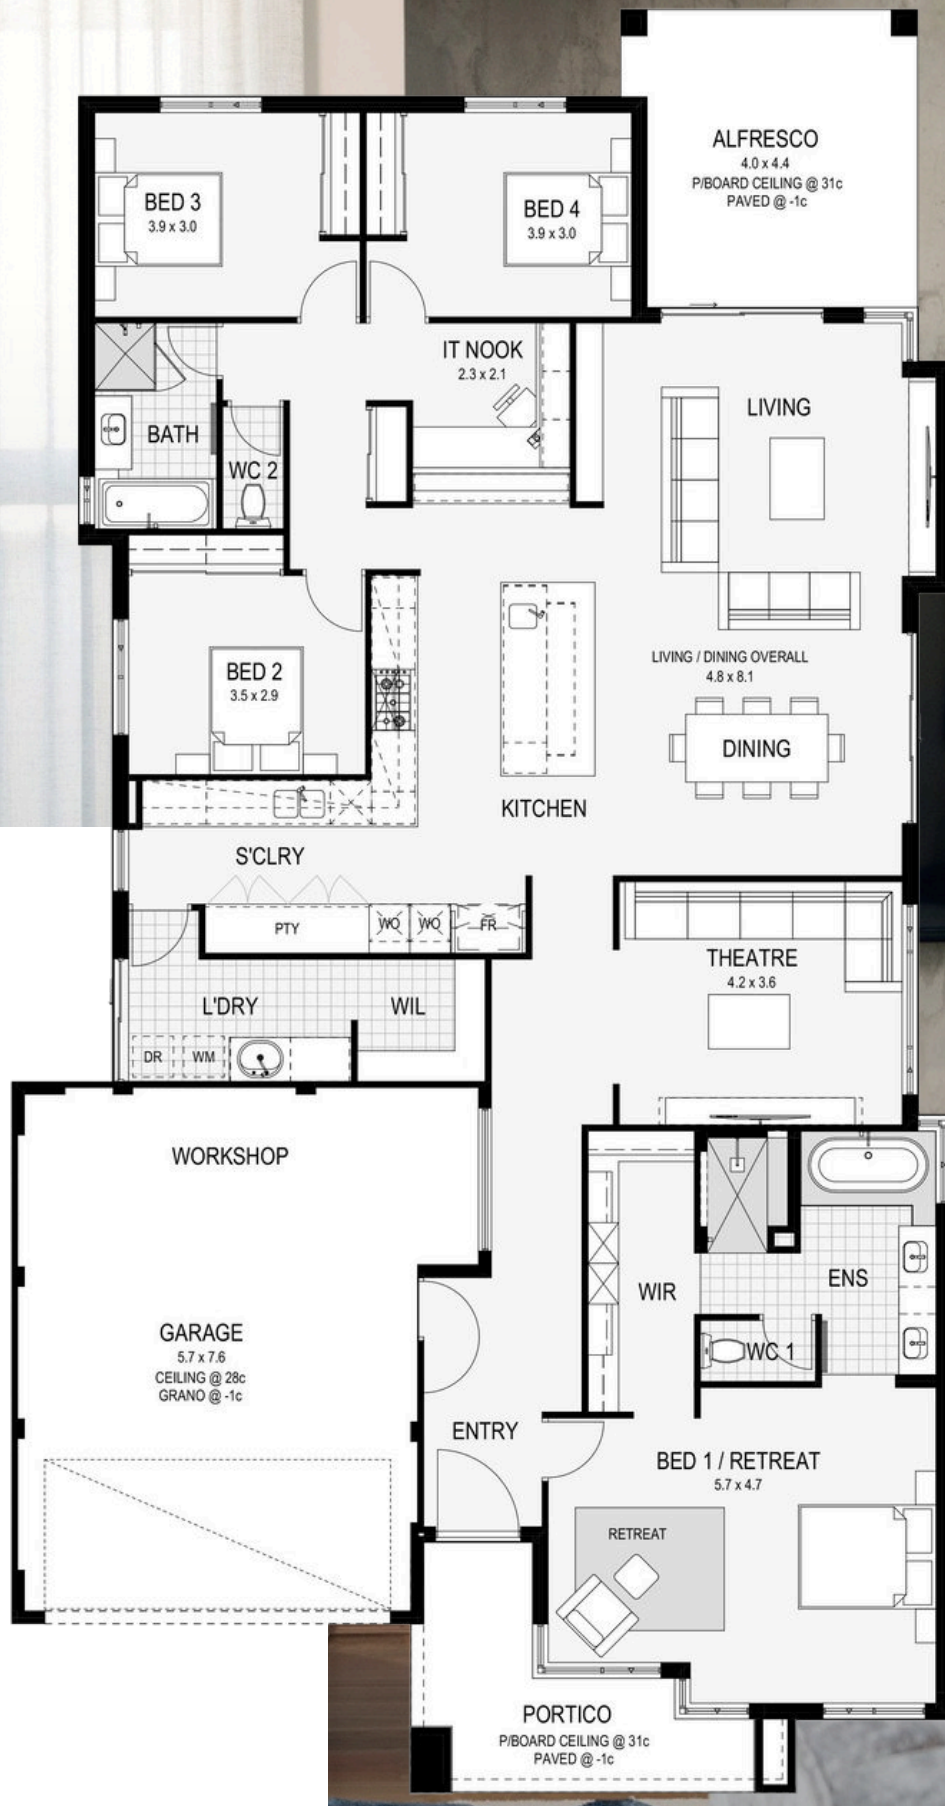 ALFRESCO
4.0 x 4.4
P/BOARD CEILING @ 31c
PAVED @ -1c
BED 3
3.9 x 3.0
BED 4
3.9 x 3.0
IT NOOK
2.3 x 2.1
LIVING
BATH
WC 2
BED 2
3.5 x 2.9
LIVING / DINING OVERALL
4.8 x 8.1
DINING
KITCHEN
S'CLRY
PTY
WO
WO
FR
THEATRE
4.2 x 3.6
L'DRY
WIL
DR
WM
WORKSHOP
GARAGE
5.7 x 7.6
CEILING @ 28c
GRANO @ -1c
WIR
ENS
WC 1
ENTRY
BED 1 / RETREAT
5.7 x 4.7
RETREAT
PORTICO
P/BOARD CEILING @ 31c
PAVED @ -1c